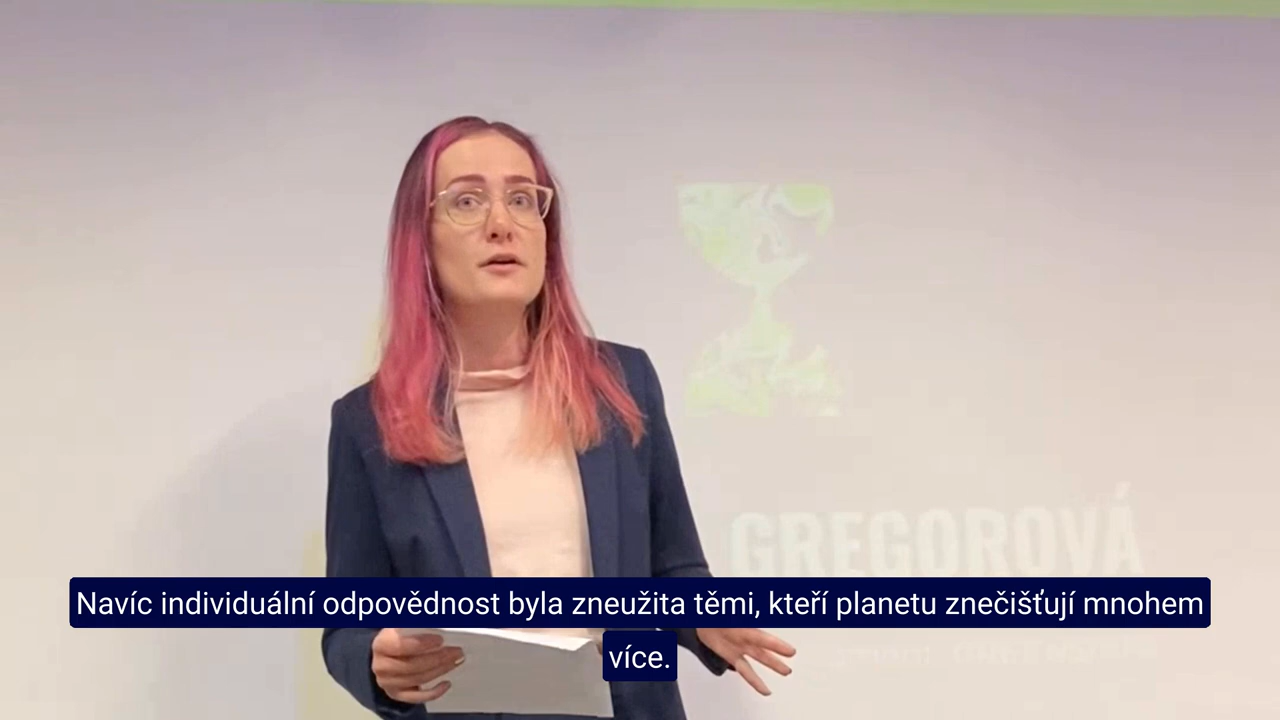 GREGOROVÁ
Navíc individuální odpovědnost byla zneužita těmi, kteří planetu znečišťují mnohem
více.